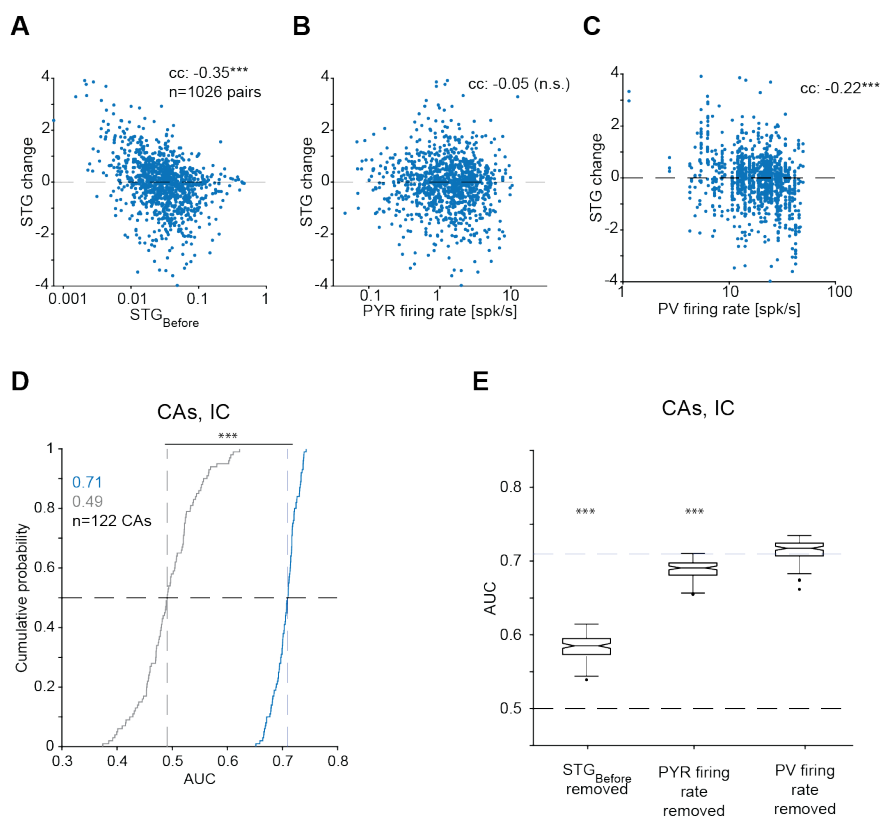 A
B
C
cc: -0.35***
n=1026 pairs
cc: -0.05 (n.s.)
cc: -0.22***
4
2
0
-2
-4
STG change
0.001
0.01
0.1
1
STG_Before
4
2
0
-2
-4
STG change
0.1
1
10
PYR firing rate [spk/s]
4
2
0
-2
-4
STG change
1
10
100
PV firing rate [spk/s]
D
CAs, IC
***
0.71
0.49
n=122 CAs
1
0.8
0.6
0.4
0.2
0
Cumulative probability
0.3
0.4
0.5
0.6
0.7
0.8
AUC
E
CAs, IC
***
***
0.8
0.7
0.6
0.5
AUC
STG_Before
removed
PYR firing
rate
removed
PV firing
rate
removed